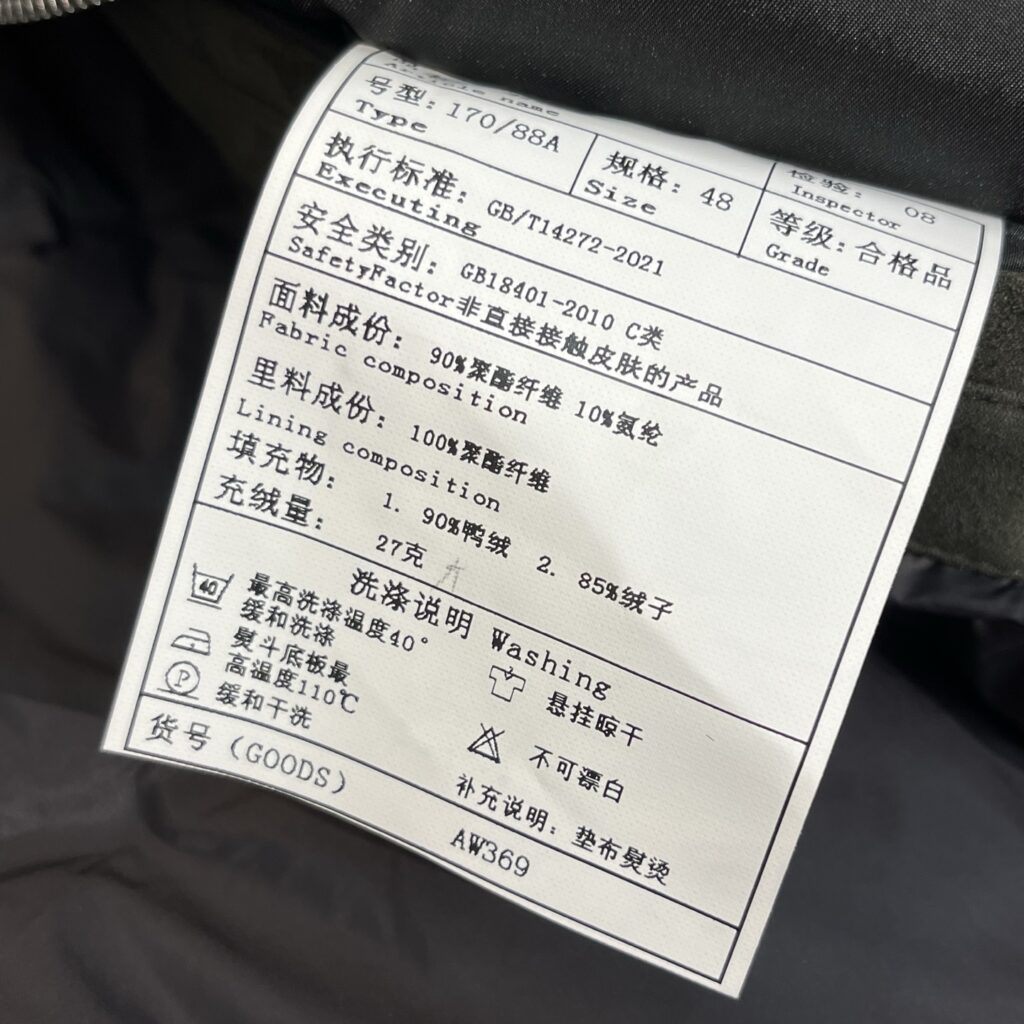 Article name
号型: 170/88A
Type
规格: 48
Size
检验: 08
Inspector
等级: 合格品
Grade
执行标准: GB/T14272-2021
Executing
安全类别: GB18401-2010 C类
SafetyFactor非直接接触皮肤的产品
面料成份: 90%聚酯纤维 10%氨纶
Fabric composition
里料成份: 100%聚酯纤维
Lining composition
填充物: 1. 90%鸭绒 2. 85%绒子
充绒量: 27克
洗涤说明 Washing
40 最高洗涤温度40°
缓和洗涤
熨斗底板最
高温度110℃
P 缓和干洗
悬挂晾干
不可漂白
补充说明: 垫布熨烫
货号 (GOODS) AW369